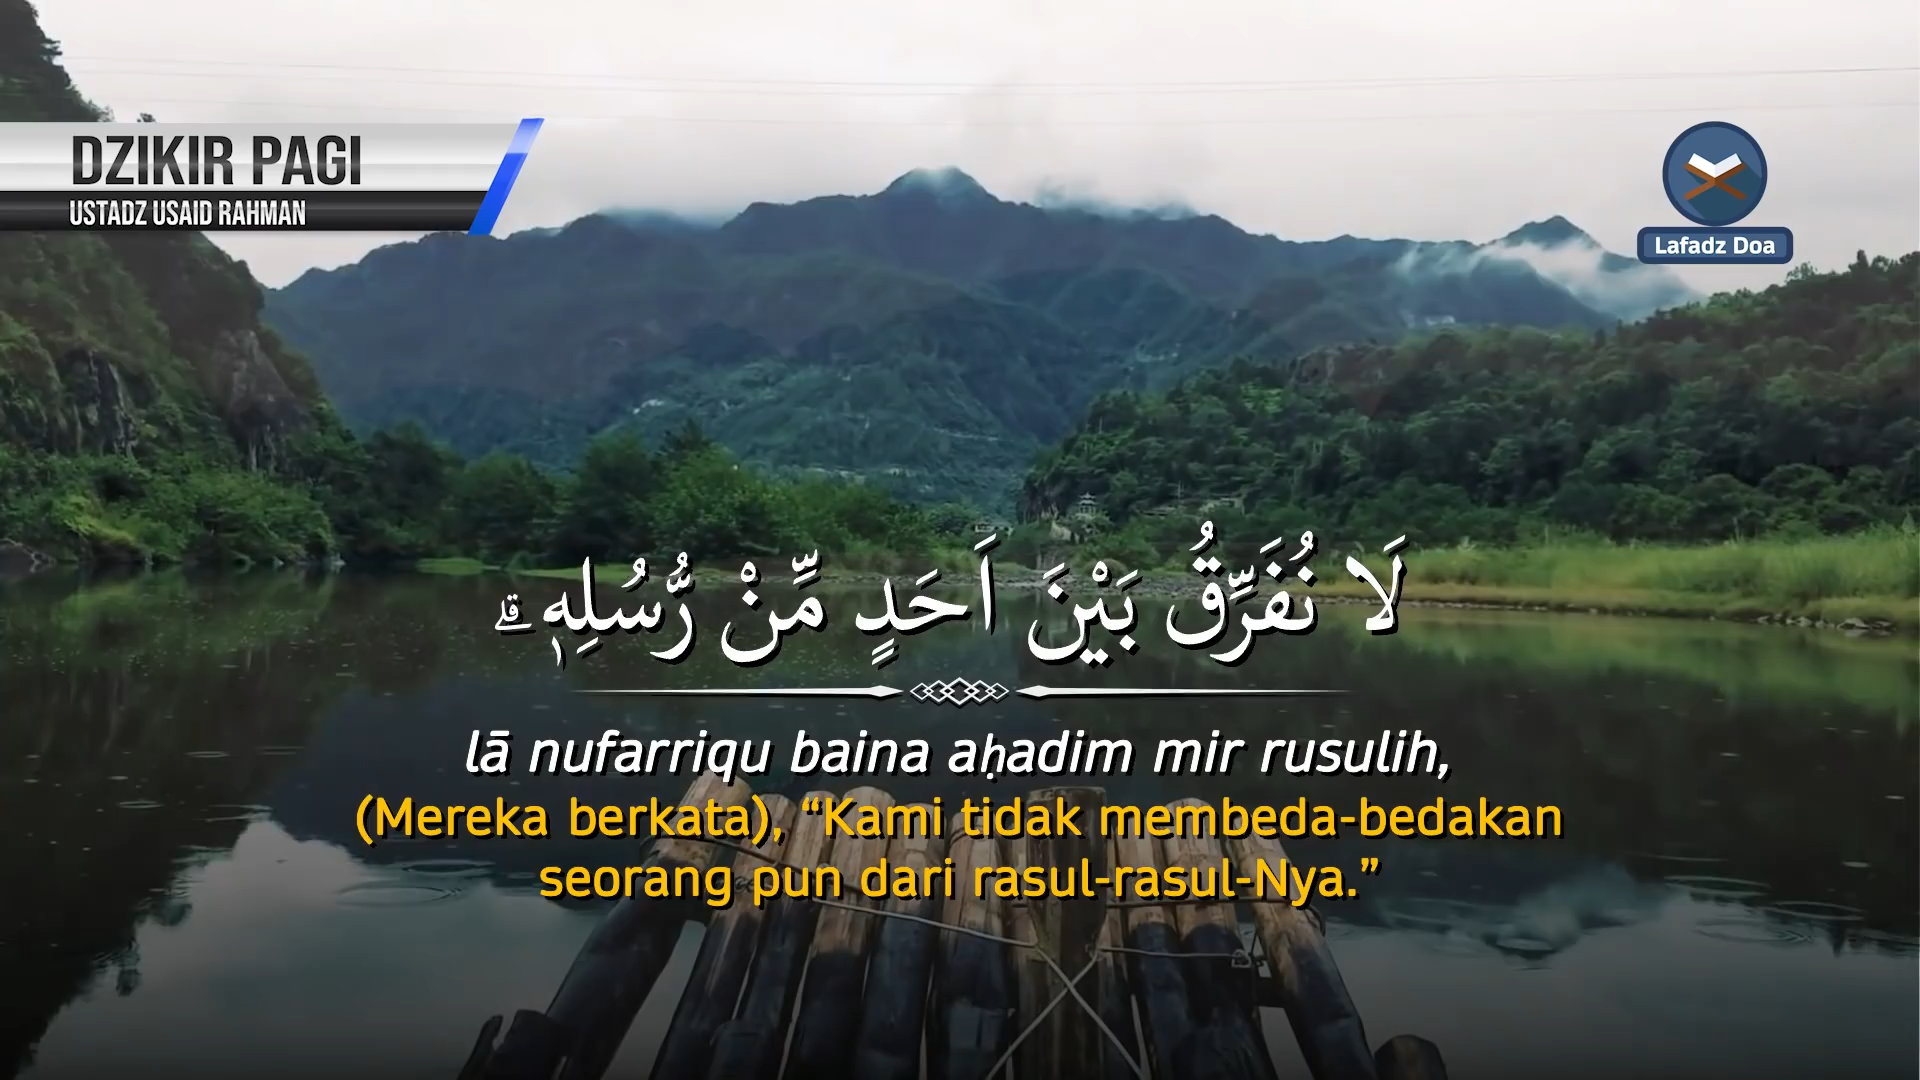 DZIKIR PAGI
USTADZ USAID RAHMAN
Lafadz Doa
لَا نُفَرِّقُ بَيْنَ اَحَدٍ مِّنْ رُّسُلِهٖ ۗ
lā nufarriqu baina aḥadim mir rusulih,
(Mereka berkata), “Kami tidak membeda-bedakan
seorang pun dari rasul-rasul-Nya.”